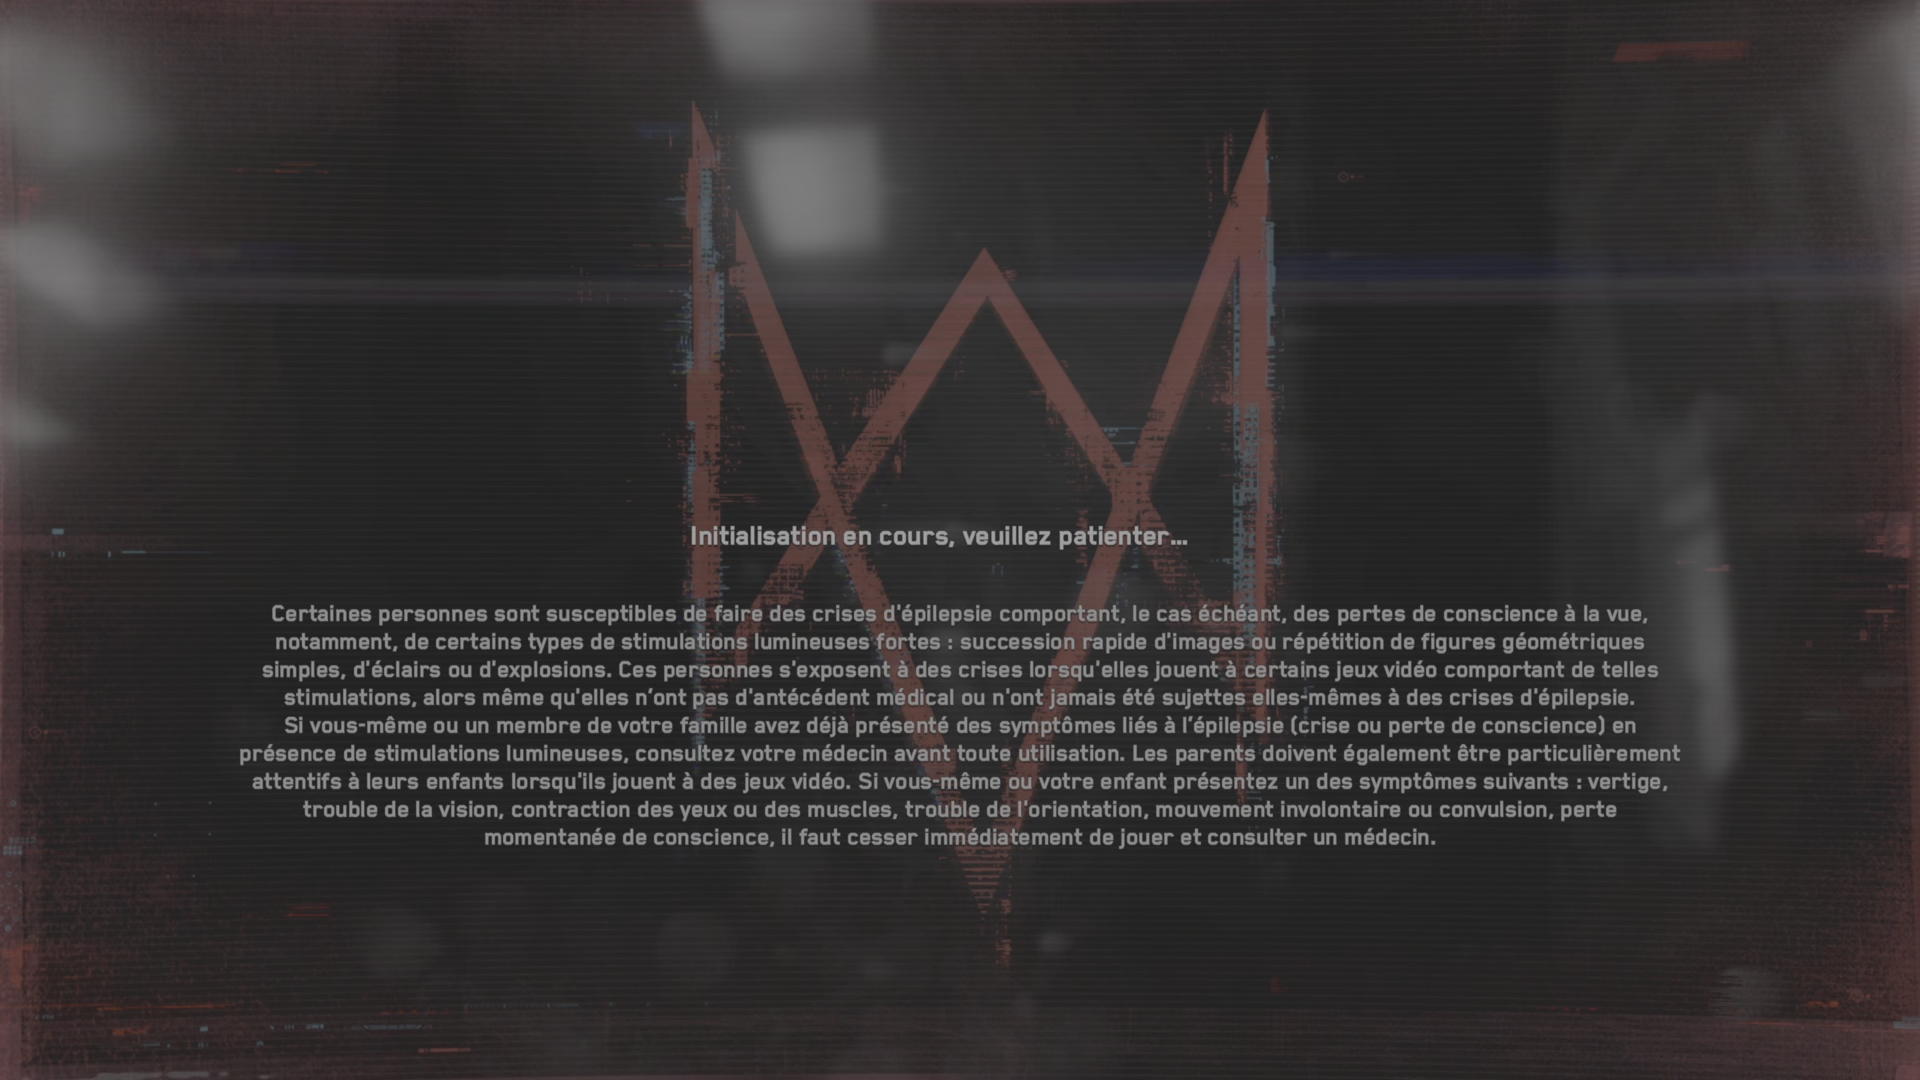 Initialisation en cours, veuillez patienter...
Certaines personnes sont susceptibles de faire des crises d'épilepsie comportant, le cas échéant, des pertes de conscience à la vue,
notamment, de certains types de stimulations lumineuses fortes : succession rapide d'images ou répétition de figures géométriques
simples, d'éclairs ou d'explosions. Ces personnes s'exposent à des crises lorsqu'elles jouent à certains jeux vidéo comportant de telles
stimulations, alors même qu'elles n’ont pas d'antécédent médical ou n'ont jamais été sujettes elles-mêmes à des crises d'épilepsie.
Si vous-même ou un membre de votre famille avez déjà présenté des symptômes liés à l’épilepsie (crise ou perte de conscience) en
présence de stimulations lumineuses, consultez votre médecin avant toute utilisation. Les parents doivent également être particulièrement
attentifs à leurs enfants lorsqu'ils jouent à des jeux vidéo. Si vous-même ou votre enfant présentez un des symptômes suivants : vertige,
trouble de la vision, contraction des yeux ou des muscles, trouble de l'orientation, mouvement involontaire ou convulsion, perte
momentanée de conscience, il faut cesser immédiatement de jouer et consulter un médecin.